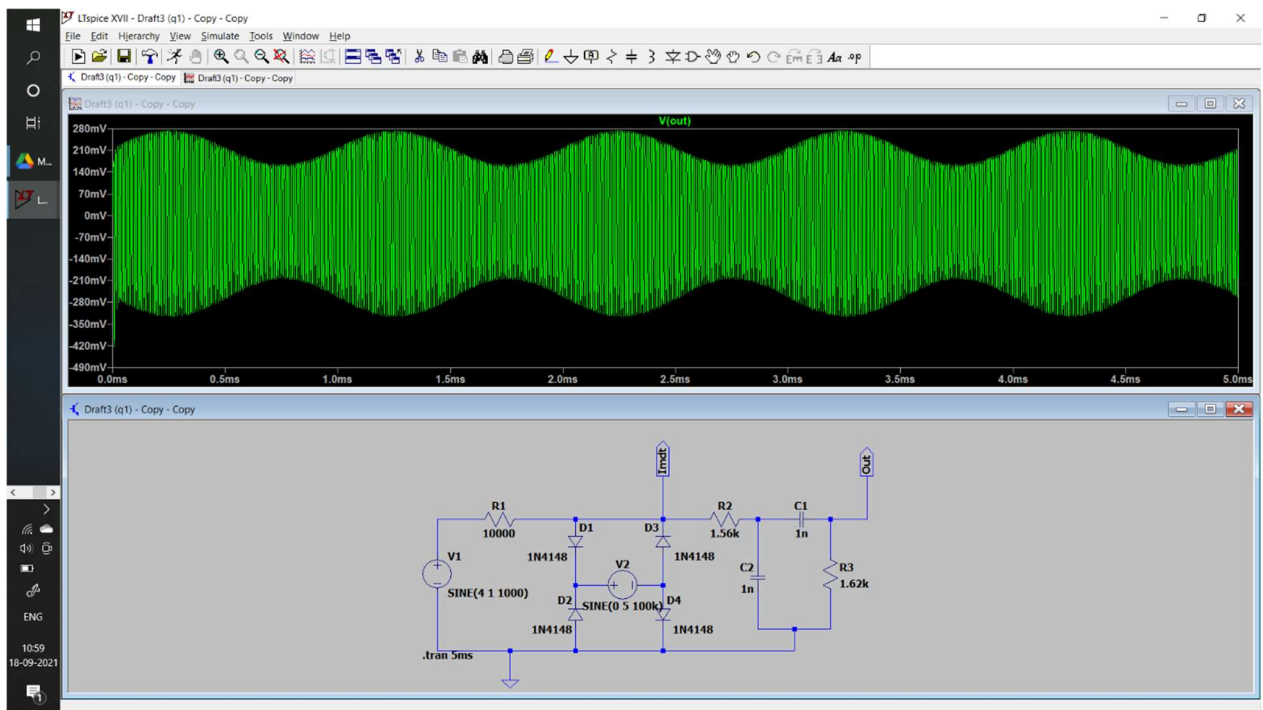 LTspice XVII - Draft3 (q1) - Copy - Copy
File Edit Hierarchy View Simulate Tools Window Help
Aa .op
Draft3 (q1) - Copy - Copy Draft3 (q1) - Copy - Copy
Draft3 (q1) - Copy - Copy
V(out)
280mV
210mV
140mV
70mV
0mV
-70mV
-140mV
-210mV
-280mV
-350mV
-420mV
-490mV
0.0ms 0.5ms 1.0ms 1.5ms 2.0ms 2.5ms 3.0ms 3.5ms 4.0ms 4.5ms 5.0ms
Draft3 (q1) - Copy - Copy
Imdt
Out
R1
10000
D1
1N4148
D3
1N4148
R2
1.56k
C1
1n
V1
SINE(4 1 1000)
V2
SINE(0 5 100k)
C2
1n
R3
1.62k
D2
1N4148
D4
1N4148
.tran 5ms
M...
L...
ENG
10:59
18-09-2021
1